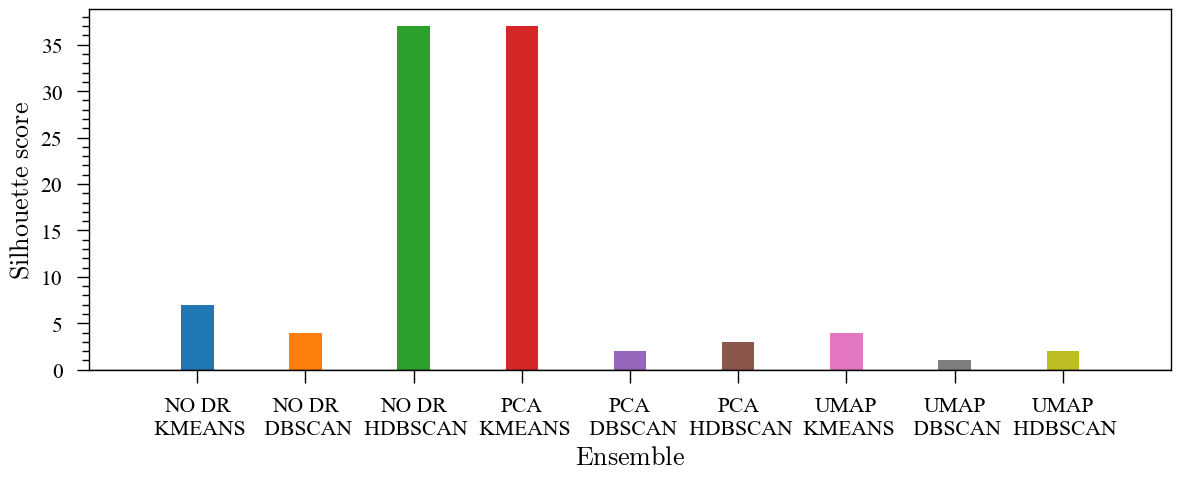 Silhouette score
35
30
25
20
15
10
5
0
NO DR NO DR NO DR PCA PCA PCA UMAP UMAP UMAP
KMEANS DBSCAN HDBSCAN KMEANS DBSCAN HDBSCAN KMEANS DBSCAN HDBSCAN
Ensemble